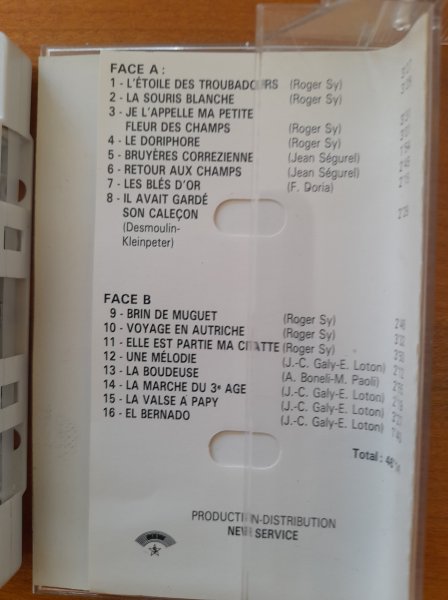 FACE A :
1 - L'ÉTOILE DES TROUBADOURS (Roger Sy)
2 - LA SOURIS BLANCHE (Roger Sy)
3 - JE L'APPELLE MA PETITE
FLEUR DES CHAMPS (Roger Sy)
4 - LE DORIPHORE (Roger Sy)
5 - BRUYÈRES CORREZIENNE (Jean Ségurel)
6 - RETOUR AUX CHAMPS (Jean Ségurel)
7 - LES BLÉS D'OR (F. Doria)
8 - IL AVAIT GARDÉ
SON CALEÇON
(Desmoulin-
Kleinpeter)
FACE B
9 - BRIN DE MUGUET (Roger Sy)
10 - VOYAGE EN AUTRICHE (Roger Sy)
11 - ELLE EST PARTIE MA CHATTE (Roger Sy)
12 - UNE MÉLODIE (J.-C. Galy-E. Loton)
13 - LA BOUDEUSE (A. Boneli-M. Paoli)
14 - LA MARCHE DU 3e AGE (J.-C. Galy-E. Loton)
15 - LA VALSE A PAPY (J.-C. Galy-E. Loton)
16 - EL BERNADO (J.-C. Galy-E. Loton)
Total :
PRODUCTION-DISTRIBUTION
NEW SERVICE